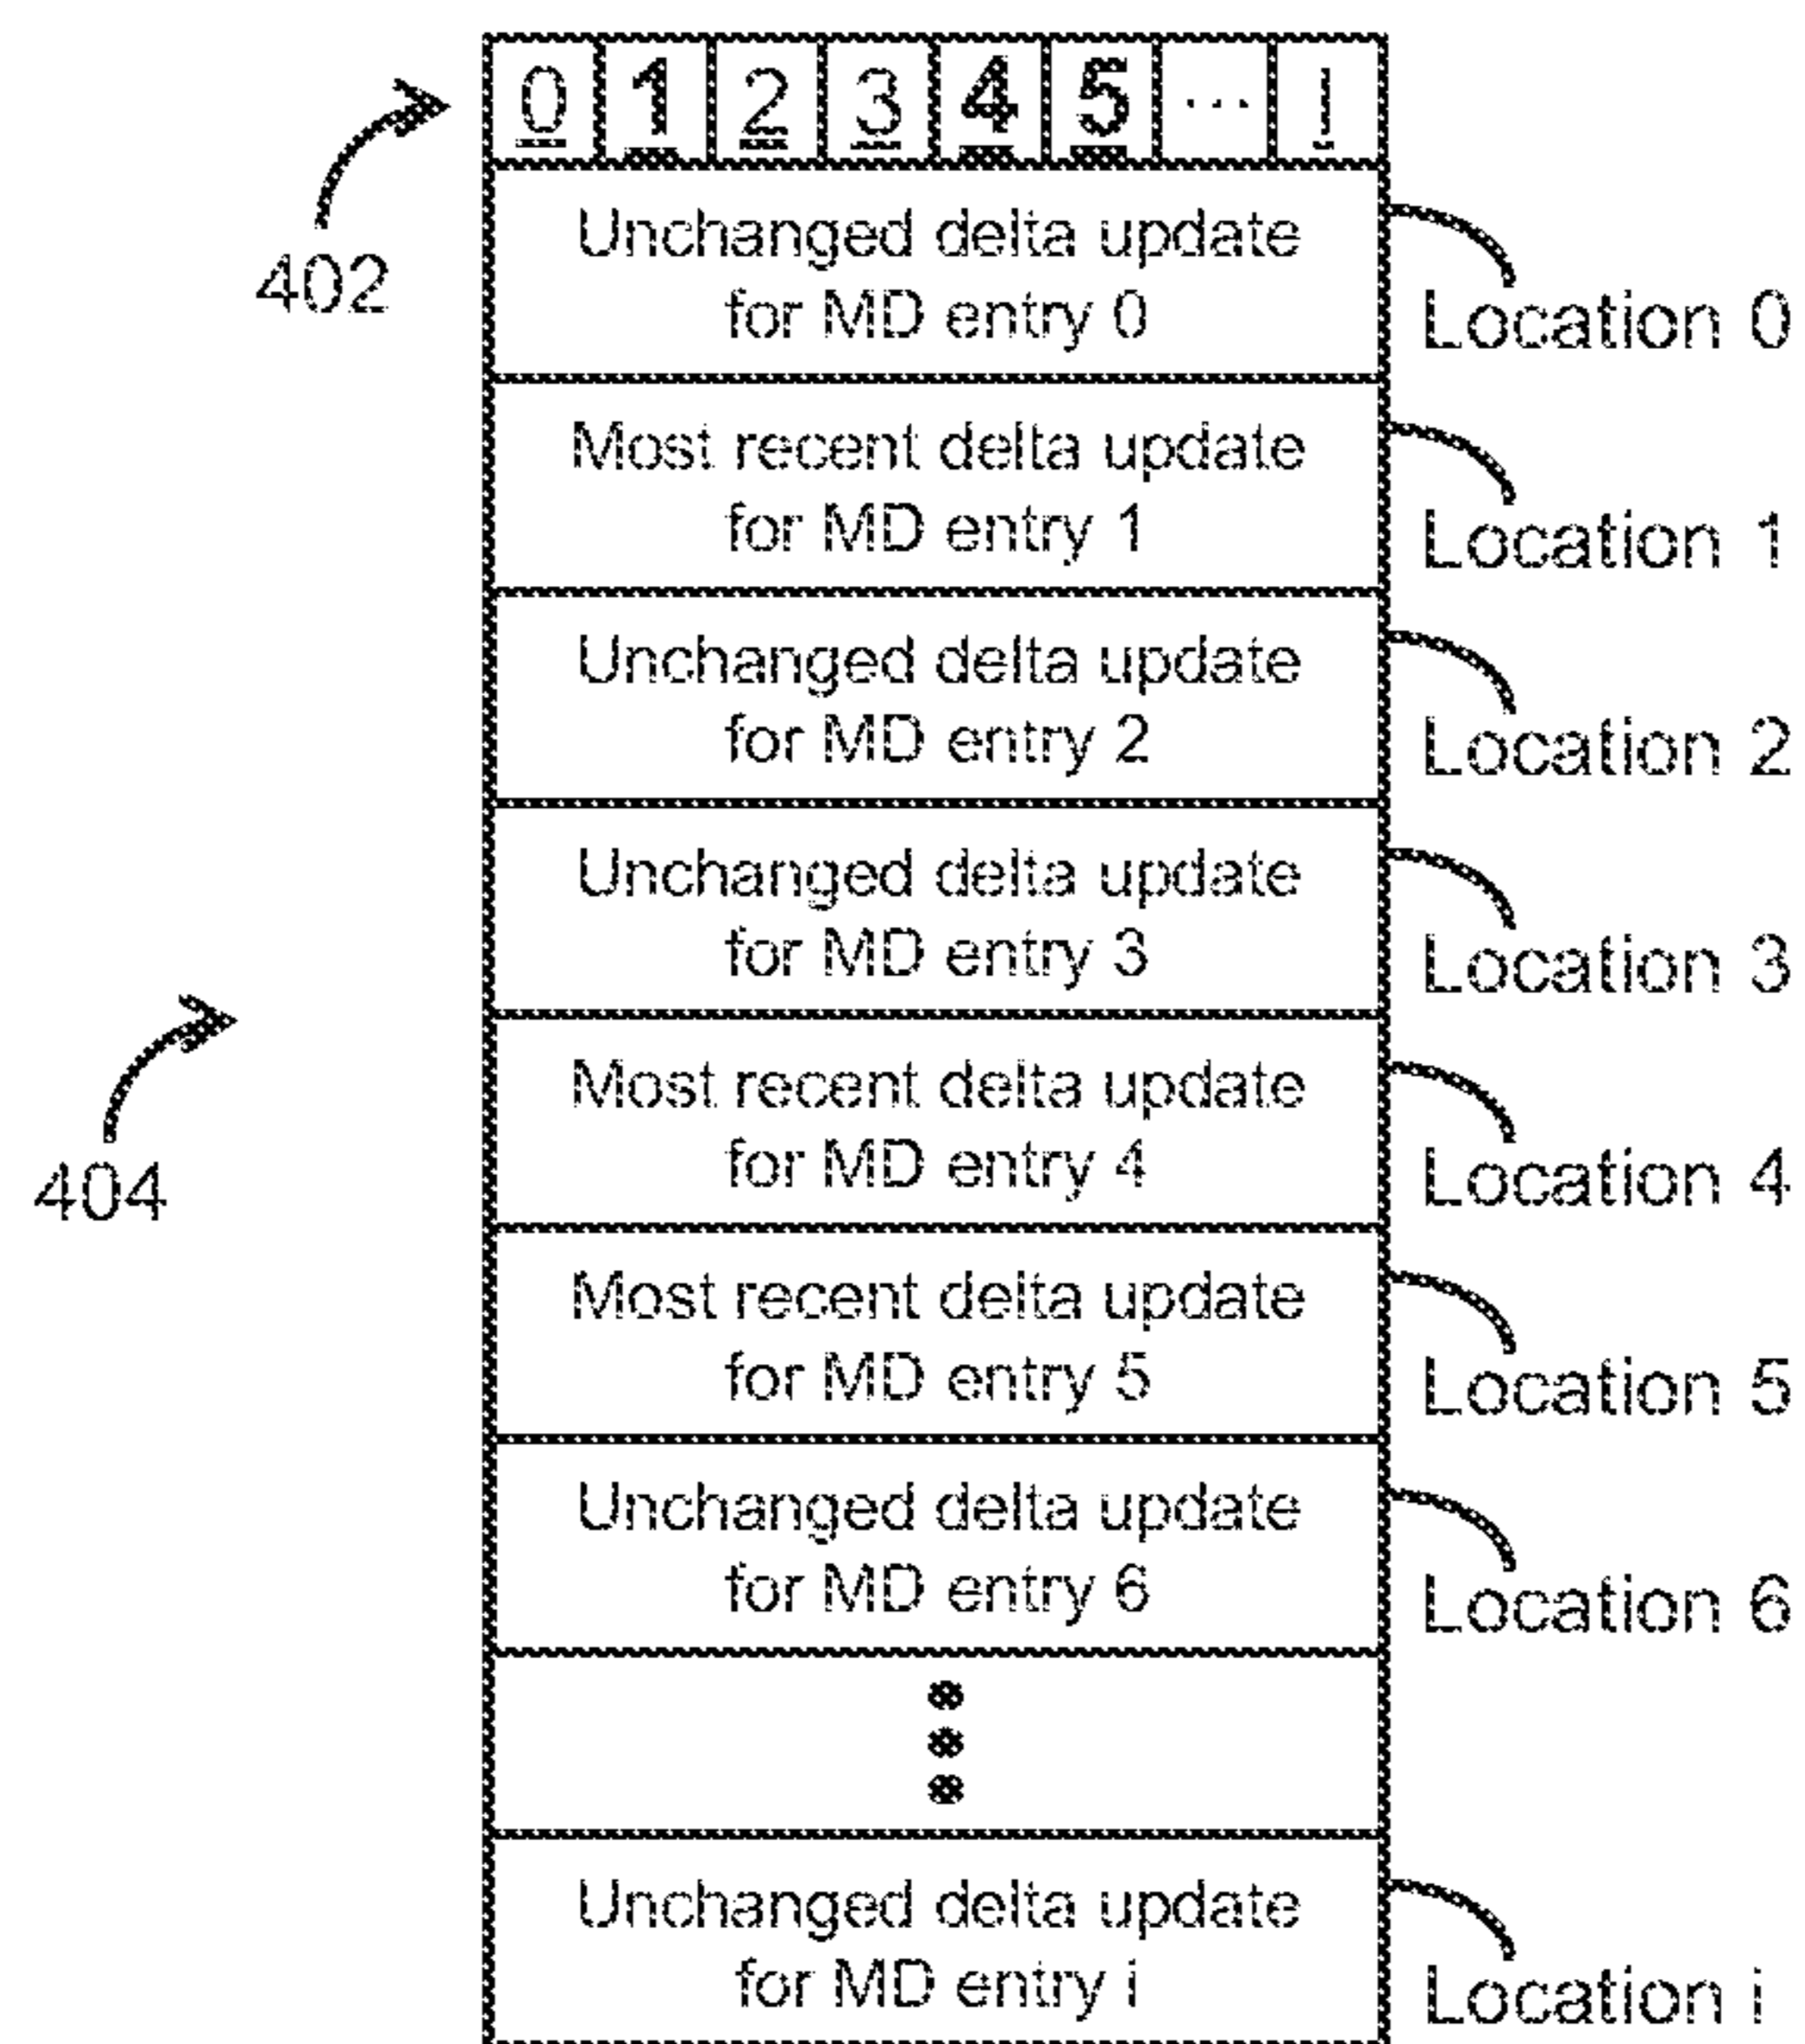 0 1 2 3 4 5 ... i
402
Unchanged delta update
for MD entry 0
Location 0
Most recent delta update
for MD entry 1
Location 1
Unchanged delta update
for MD entry 2
Location 2
Unchanged delta update
for MD entry 3
Location 3
404
Most recent delta update
for MD entry 4
Location 4
Most recent delta update
for MD entry 5
Location 5
Unchanged delta update
for MD entry 6
Location 6
Unchanged delta update
for MD entry i
Location i